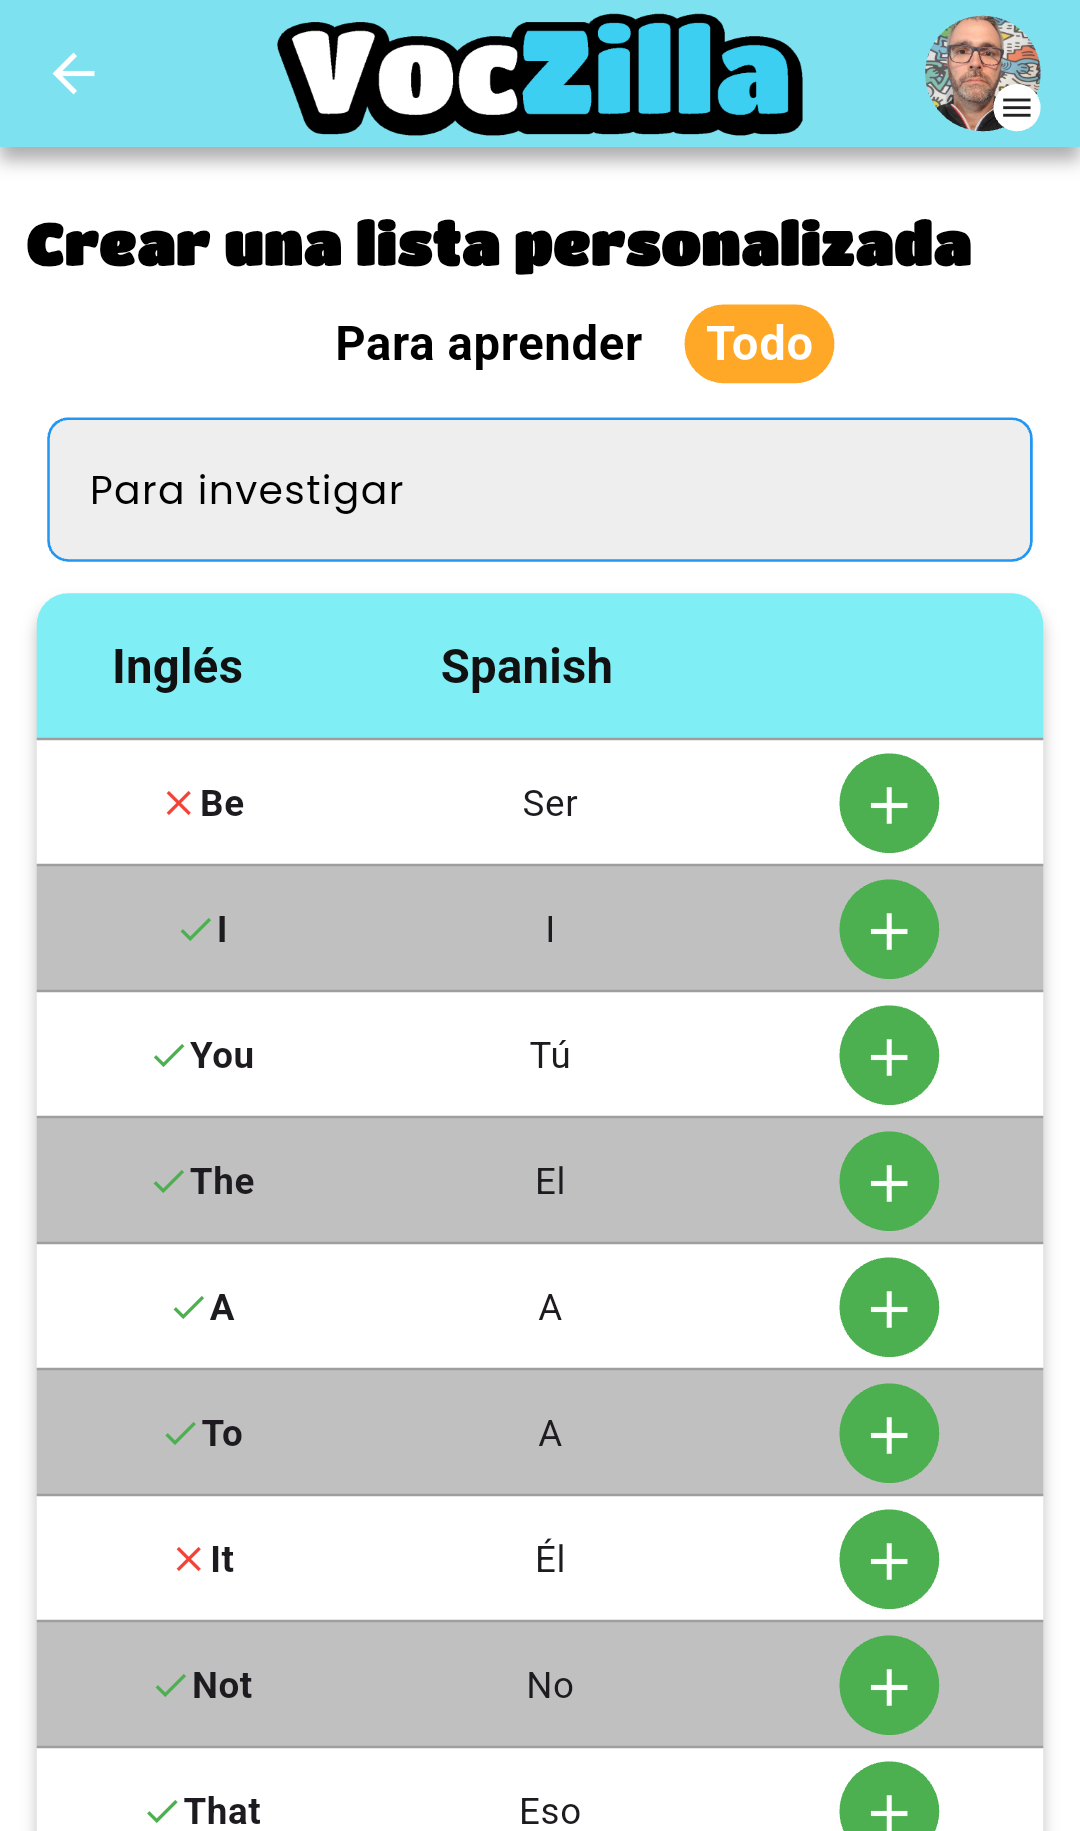 VocZilla
Crear una lista personalizada
Para aprender Todo
Para investigar
Inglés Spanish
Be Ser
I I
You Tú
The El
A A
To A
It Él
Not No
That Eso